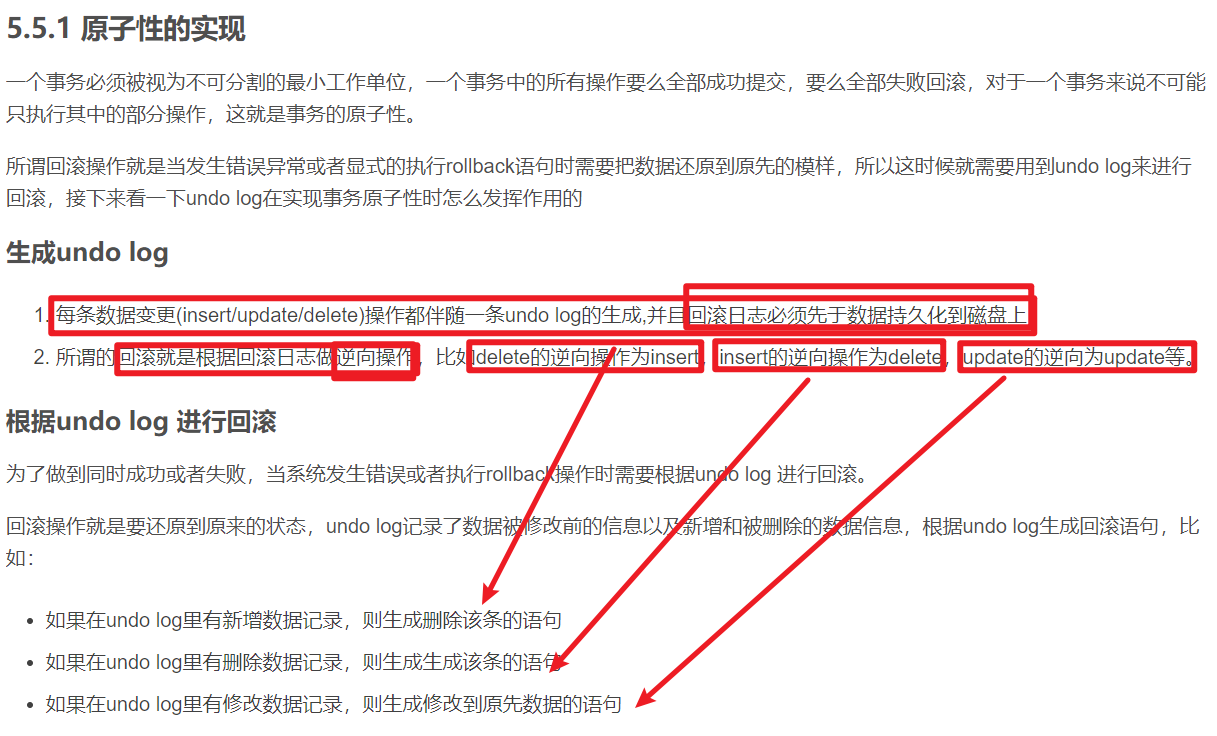 5.5.1 原子性的实现
一个事务必须被视为不可分割的最小工作单位，一个事务中的所有操作要么全部成功提交，要么全部失败回滚，对于一个事务来说不可能
只执行其中的部分操作，这就是事务的原子性。
所谓回滚操作就是当发生错误异常或者显式的执行rollback语句时需要把数据还原到原先的模样，所以这时候就需要用到undo log来进行
回滚，接下来看一下undo log在实现事务原子性时怎么发挥作用的
生成undo log
1. 每条数据变更(insert/update/delete)操作都伴随一条undo log的生成,并且回滚日志必须先于数据持久化到磁盘上
2. 所谓的回滚就是根据回滚日志做逆向操作，比如delete的逆向操作为insert，insert的逆向操作为delete，update的逆向为update等。
根据undo log 进行回滚
为了做到同时成功或者失败，当系统发生错误或者执行rollback操作时需要根据undo log 进行回滚。
回滚操作就是要还原到原来的状态，undo log记录了数据被修改前的信息以及新增和被删除的数据信息，根据undo log生成回滚语句，比
如：
• 如果在undo log里有新增数据记录，则生成删除该条的语句
• 如果在undo log里有删除数据记录，则生成生成该条的语句
• 如果在undo log里有修改数据记录，则生成修改到原先数据的语句